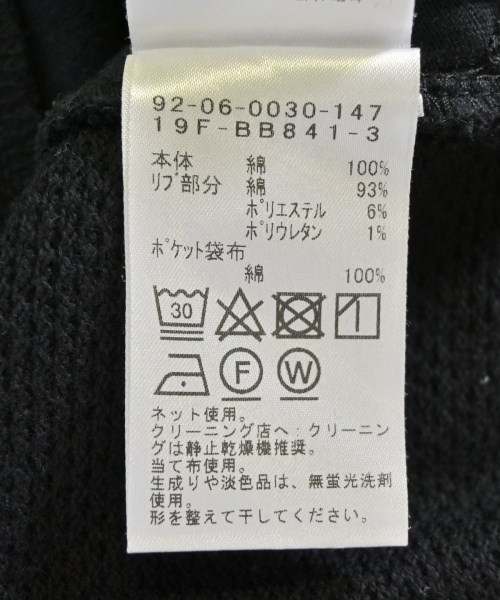 92-06-0030-147
19F-BB841-3
本体 綿 100%
ﾘﾌﾞ部分 綿 93%
ﾎﾟﾘｴｽﾃﾙ 6%
ﾎﾟﾘｳﾚﾀﾝ 1%
ﾎﾟｹｯﾄ袋布
綿 100%
30
F W
ネット使用。
クリーニング店へ:クリーニン
グは静止乾燥機推奨。
当て布使用。
生成りや淡色品は、無蛍光洗剤
使用。
形を整えて干してください。